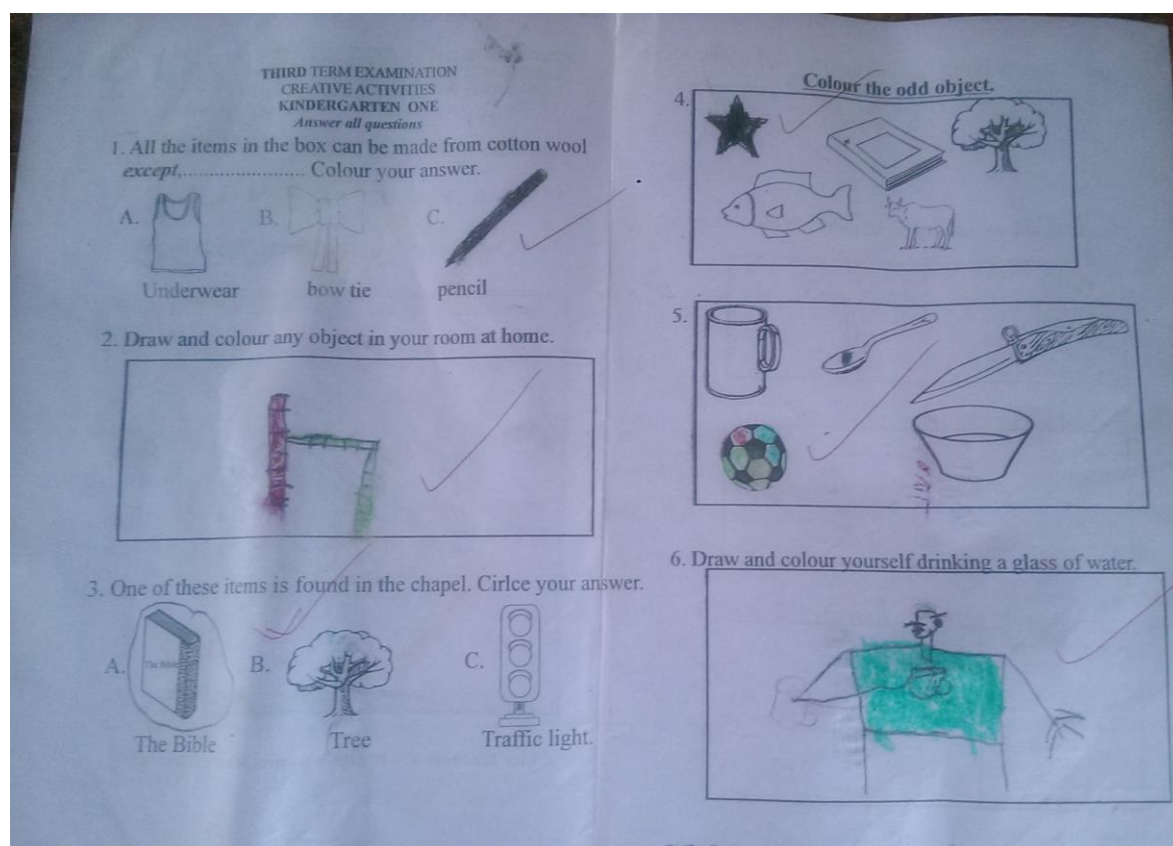 THIRD TERM EXAMINATION
CREATIVE ACTIVITIES
KINDERGARTEN ONE
Answer all questions
1. All the items in the box can be made from cotton wool
except,........................ Colour your answer.
A.
B.
C.
Underwear
bow tie
pencil
2. Draw and colour any object in your room at home.
3. One of these items is found in the chapel. Cirlce your answer.
A.
The Bible
B.
C.
The Bible
Tree
Traffic light.
Colour the odd object.
4.
5.
6. Draw and colour yourself drinking a glass of water.